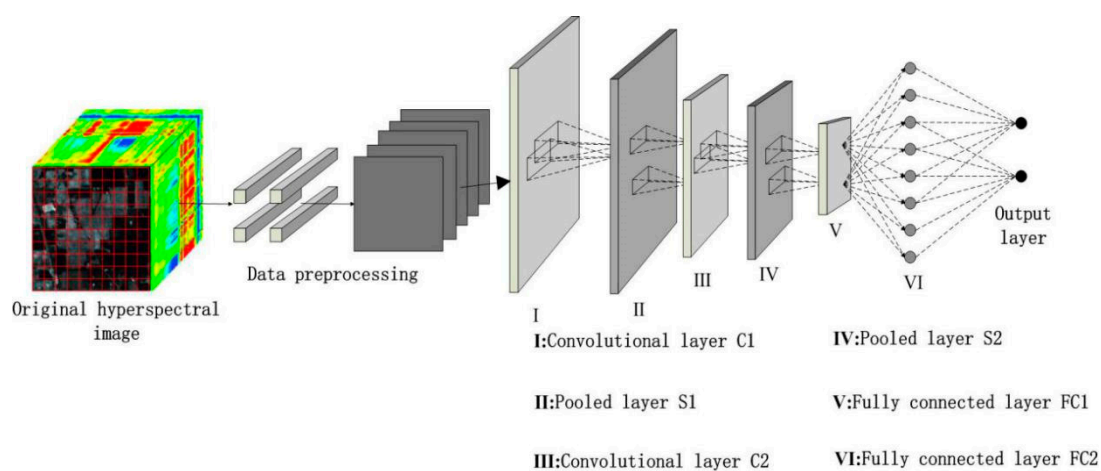 Original hyperspectral
image
Data preprocessing
I
II
III
IV
V
VI
Output
layer
I:Convolutional layer C1
IV:Pooled layer S2
II:Pooled layer S1
V:Fully connected layer FC1
III:Convolutional layer C2
VI:Fully connected layer FC2